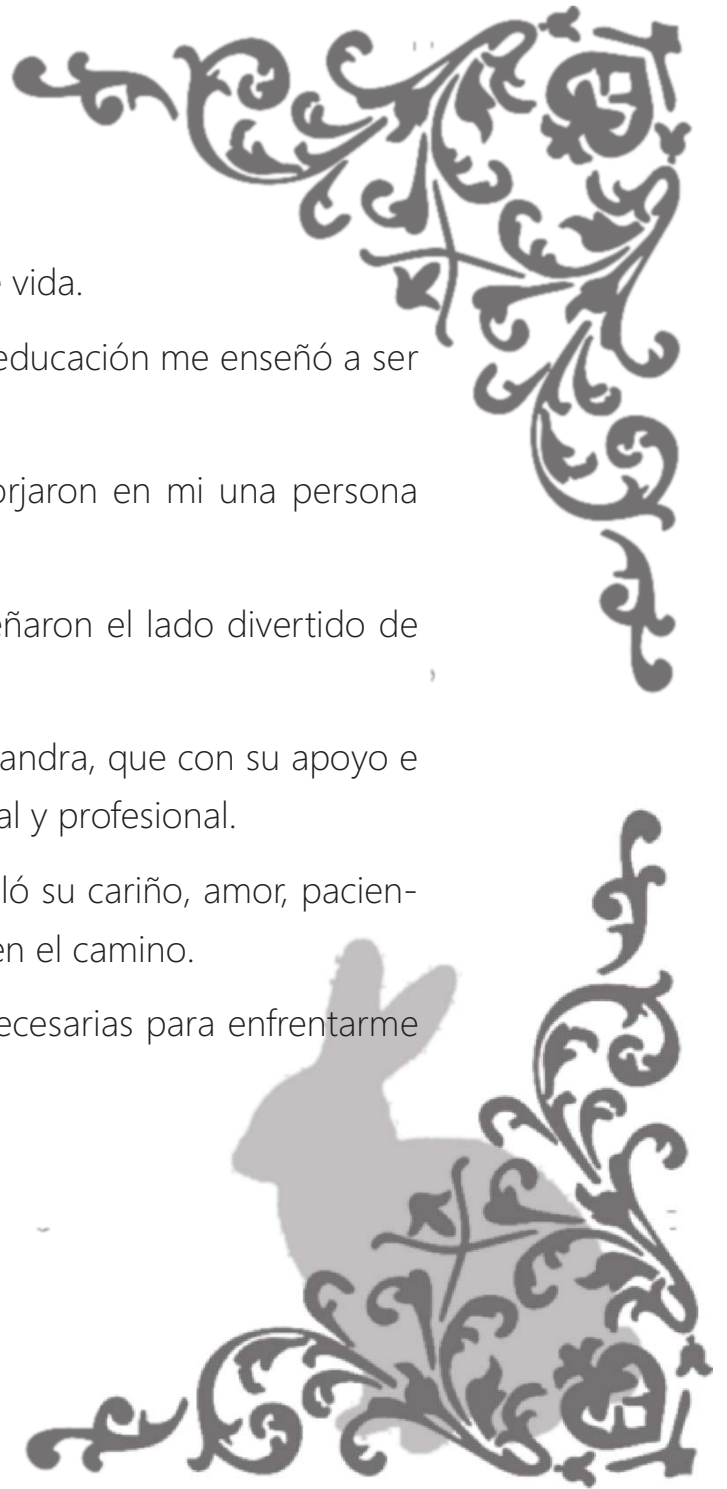 vida.
educación me enseñó a ser
orjaron en mi una persona
eñaron el lado divertido de
andra, que con su apoyo e
al y profesional.
ló su cariño, amor, pacien-
en el camino.
ecesarias para enfrentarme